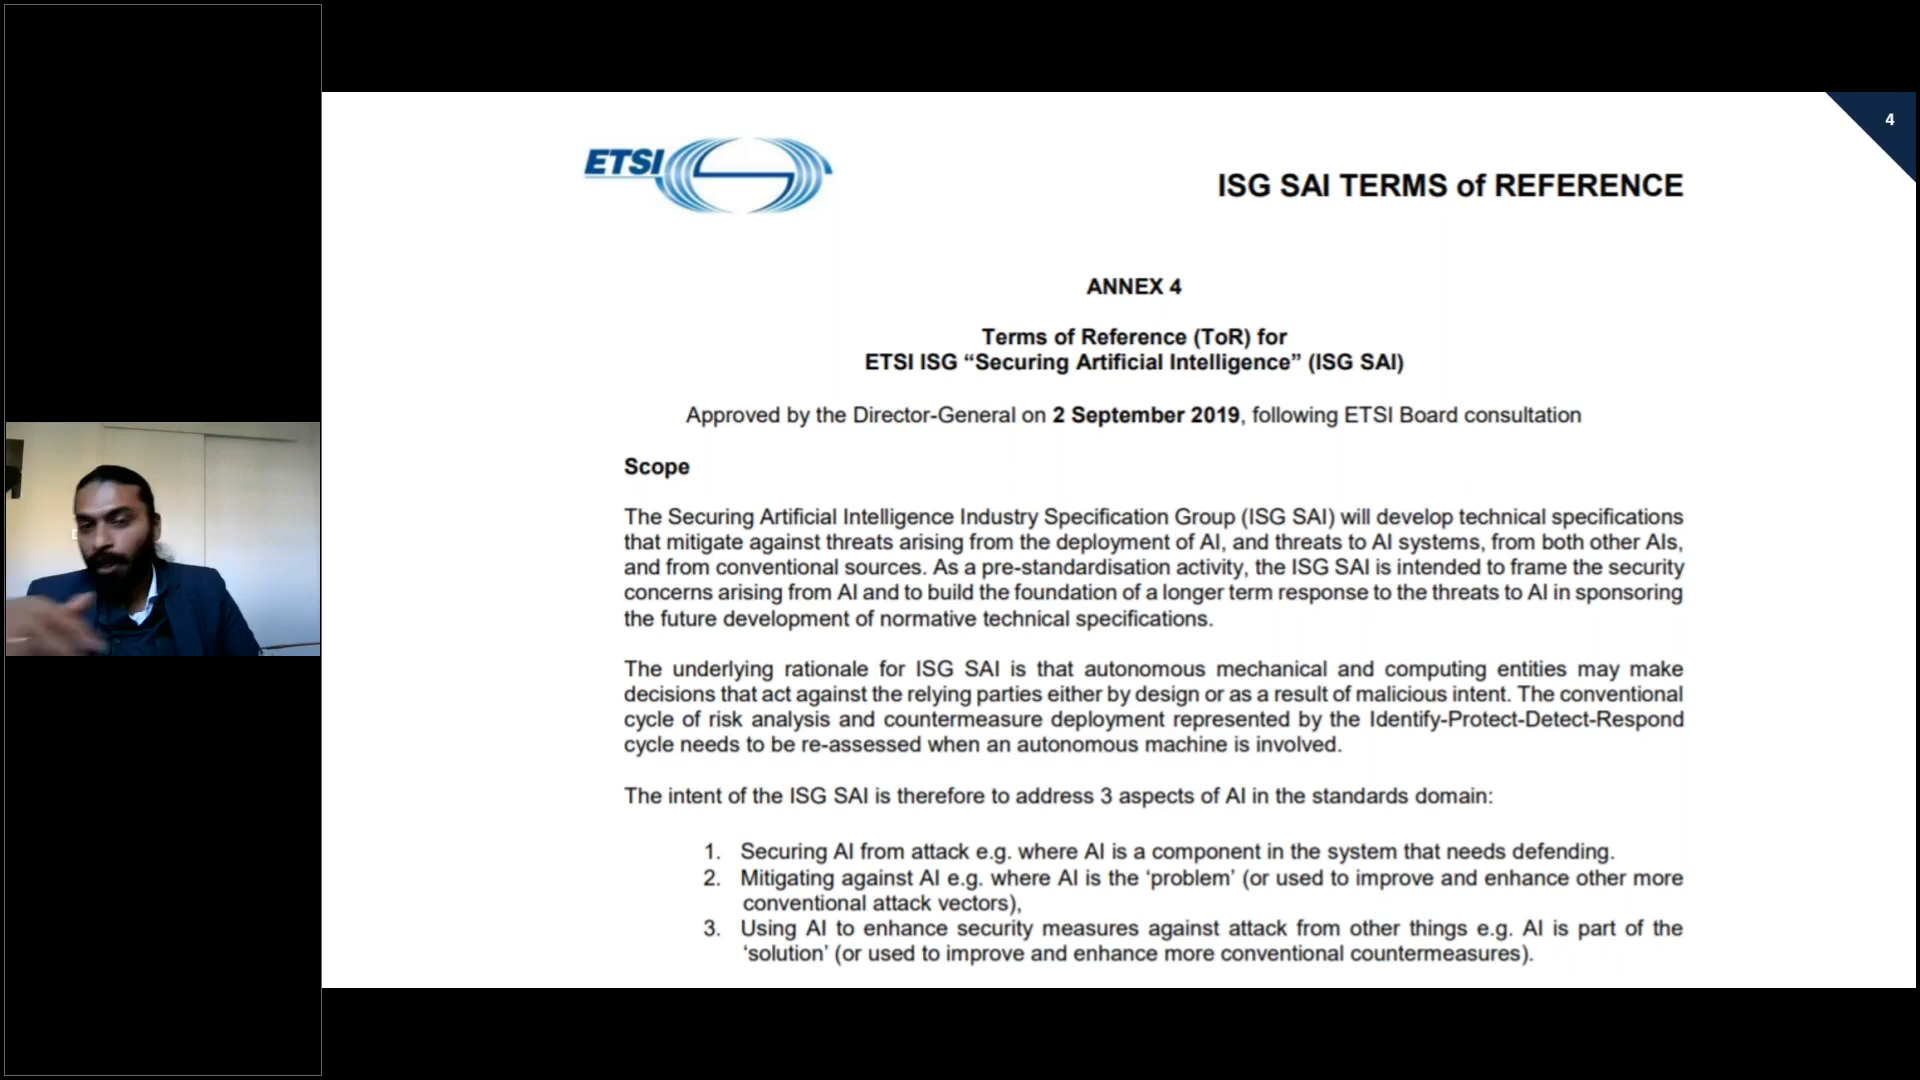 4
ETSI
ISG SAI TERMS of REFERENCE
ANNEX 4
Terms of Reference (ToR) for
ETSI ISG “Securing Artificial Intelligence” (ISG SAI)
Approved by the Director-General on 2 September 2019, following ETSI Board consultation
Scope
The Securing Artificial Intelligence Industry Specification Group (ISG SAI) will develop technical specifications
that mitigate against threats arising from the deployment of AI, and threats to AI systems, from both other AIs,
and from conventional sources. As a pre-standardisation activity, the ISG SAI is intended to frame the security
concerns arising from AI and to build the foundation of a longer term response to the threats to AI in sponsoring
the future development of normative technical specifications.
The underlying rationale for ISG SAI is that autonomous mechanical and computing entities may make
decisions that act against the relying parties either by design or as a result of malicious intent. The conventional
cycle of risk analysis and countermeasure deployment represented by the Identify-Protect-Detect-Respond
cycle needs to be re-assessed when an autonomous machine is involved.
The intent of the ISG SAI is therefore to address 3 aspects of AI in the standards domain:
1. Securing AI from attack e.g. where AI is a component in the system that needs defending.
2. Mitigating against AI e.g. where AI is the ‘problem’ (or used to improve and enhance other more
conventional attack vectors),
3. Using AI to enhance security measures against attack from other things e.g. AI is part of the
‘solution’ (or used to improve and enhance more conventional countermeasures).